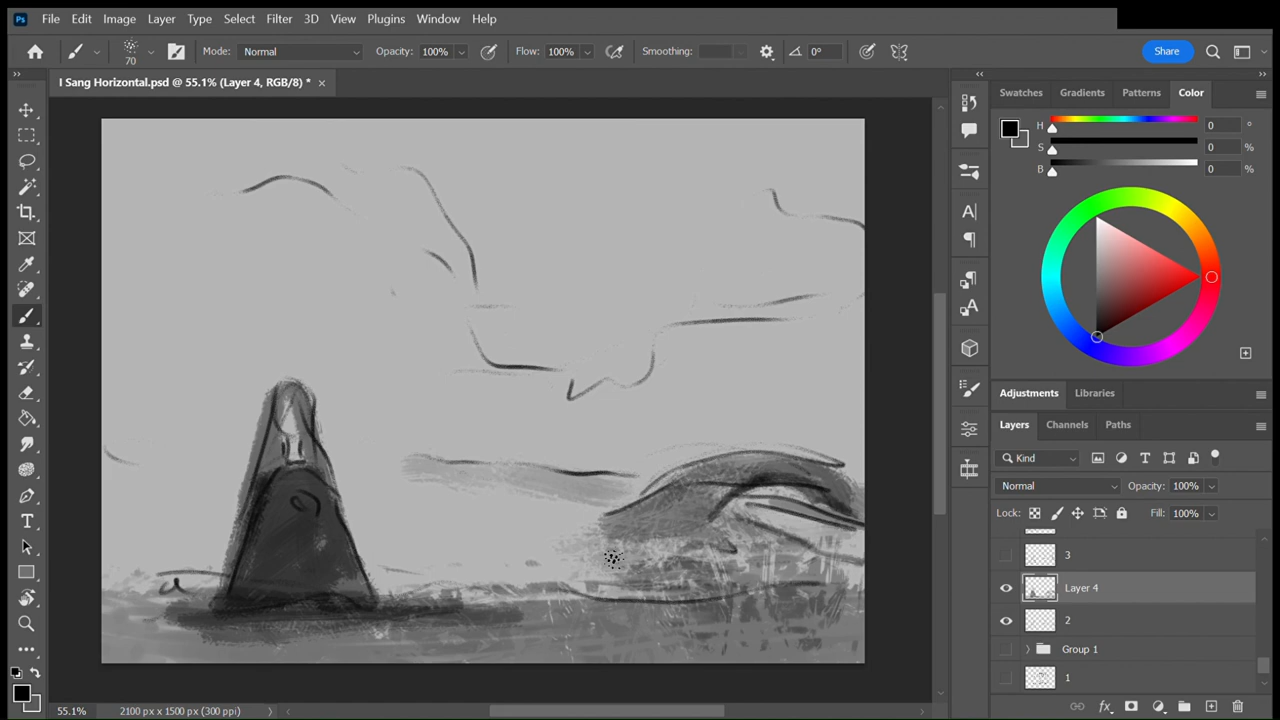 Ps File Edit Image Layer Type Select Filter 3D View Plugins Window Help
70 Mode: Normal Opacity: 100% Flow: 100% Smoothing: 0° Share
I Sang Horizontal.psd @ 55.1% (Layer 4, RGB/8) *
Swatches Gradients Patterns Color
H 0 °
S 0 %
B 0 %
Adjustments Libraries
Layers Channels Paths
Kind
Normal Opacity: 100%
Lock: Fill: 100%
3
Layer 4
2
Group 1
1
55.1% 2100 px x 1500 px (300 ppi)